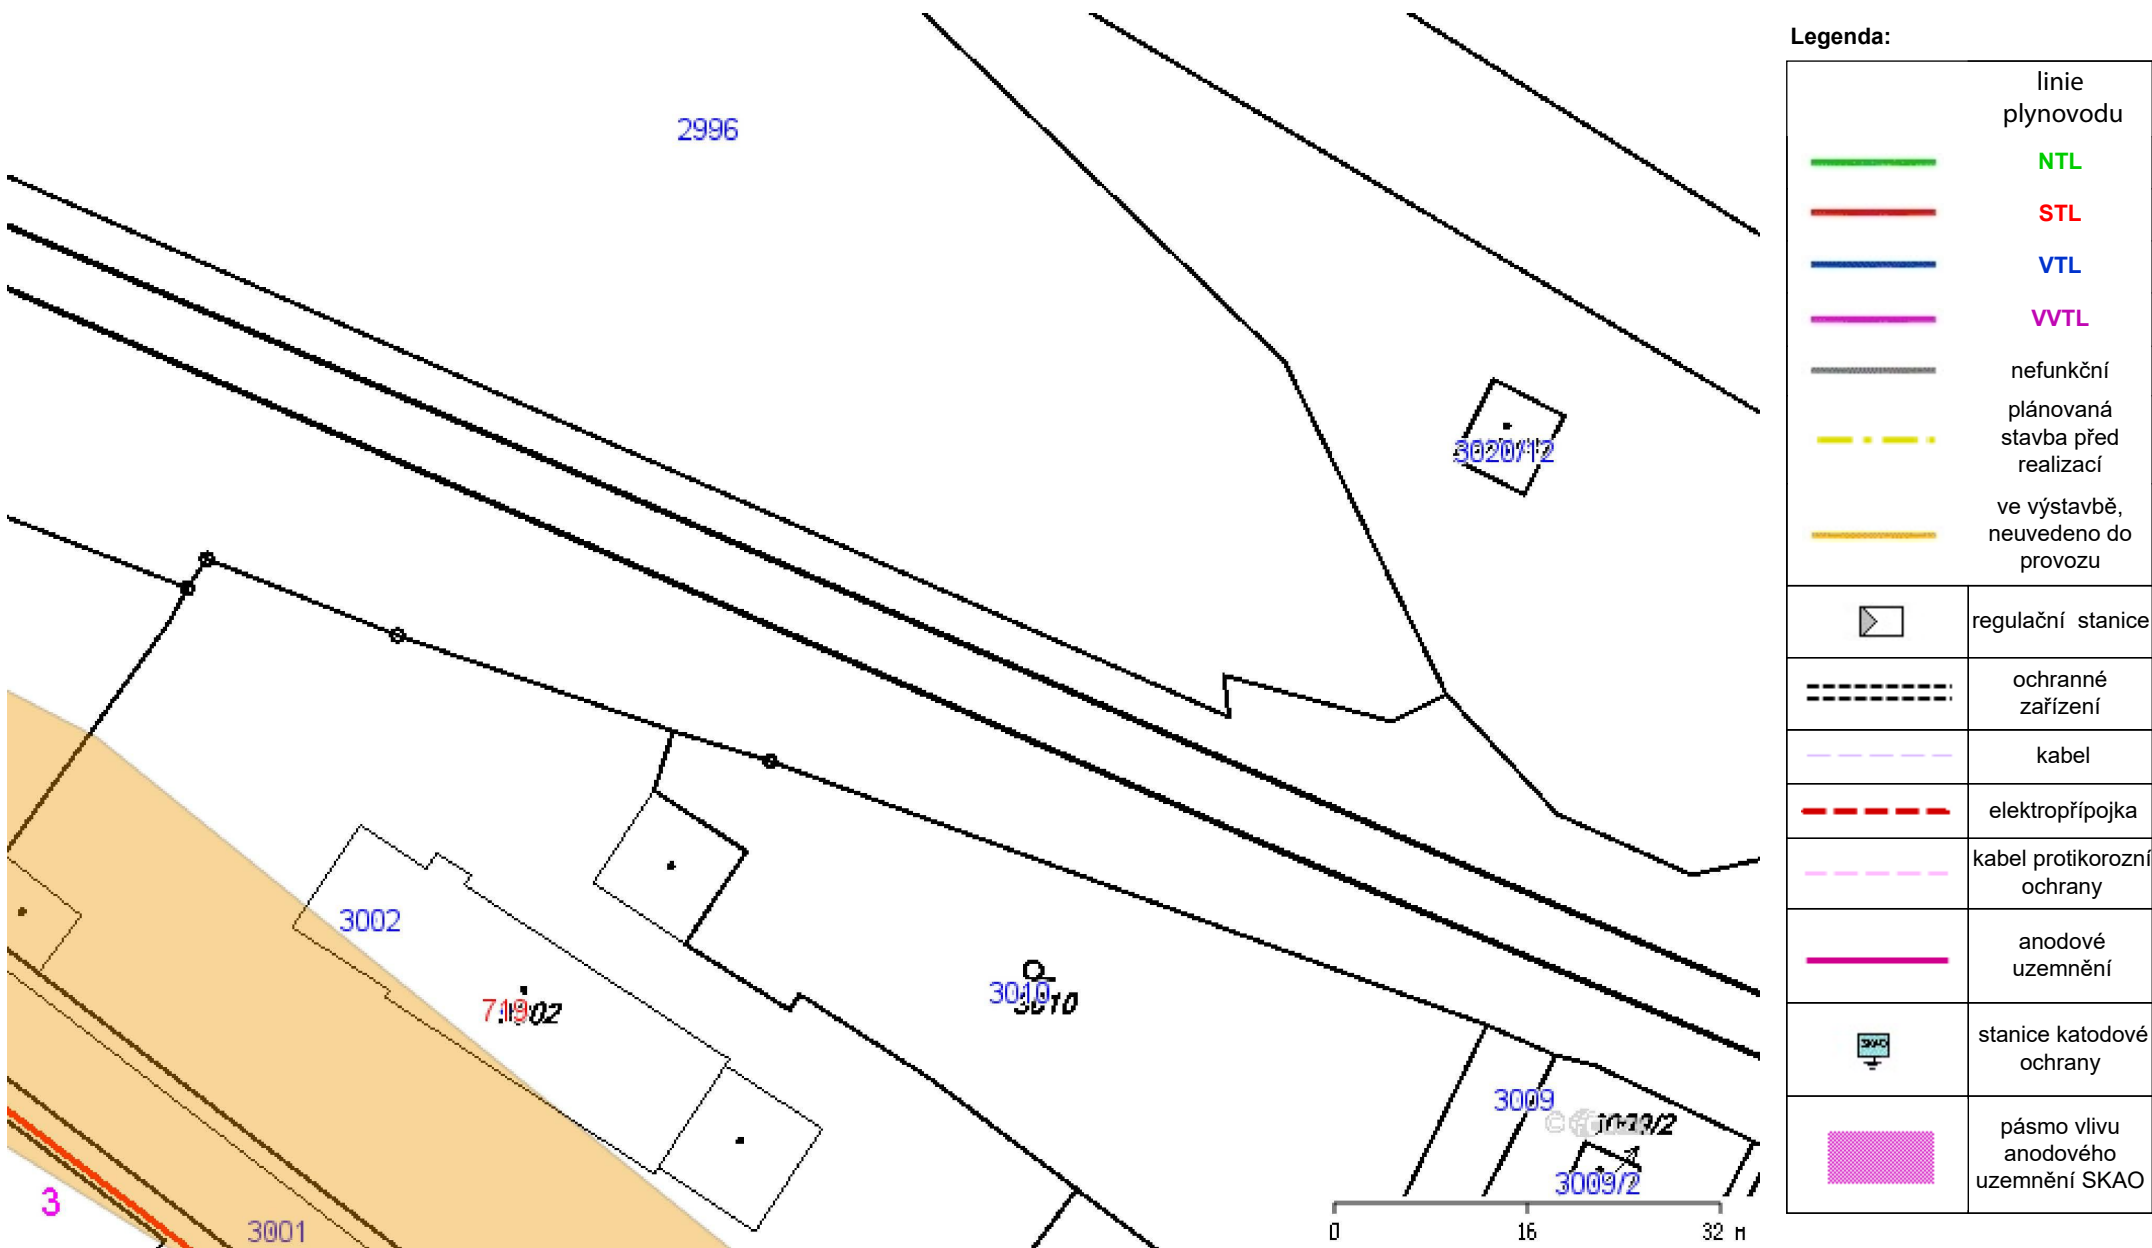 Legenda:
linie
plynovodu
NTL
STL
VTL
VVTL
nefunkční
plánovaná
stavba před
realizací
ve výstavbě,
neuvedeno do
provozu
regulační stanice
ochranné
zařízení
kabel
elektropřípojka
kabel protikorozní
ochrany
anodové
uzemnění
SKAO
stanice katodové
ochrany
pásmo vlivu
anodového
uzemnění SKAO
2996
3020/12
3002
719
3010
3010
3009
3009/2
3
3001
0 16 32 M